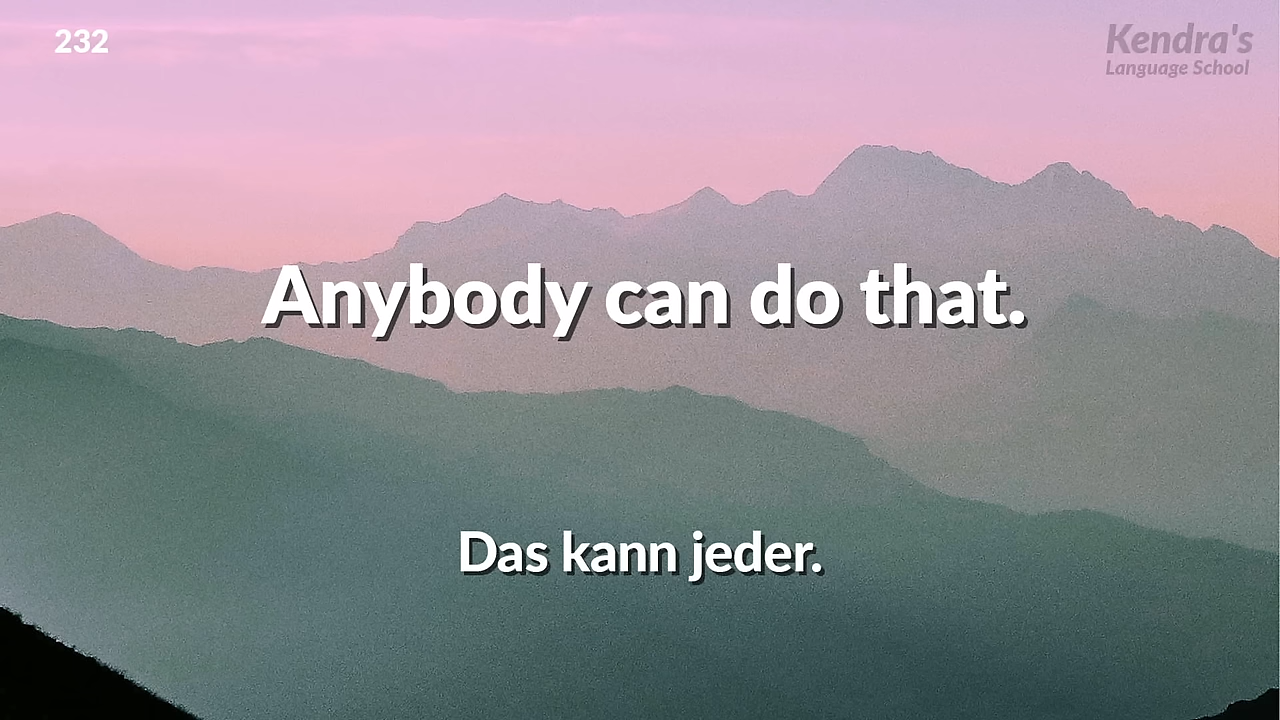 232
Kendra's
Language School
Anybody can do that.
Das kann jeder.